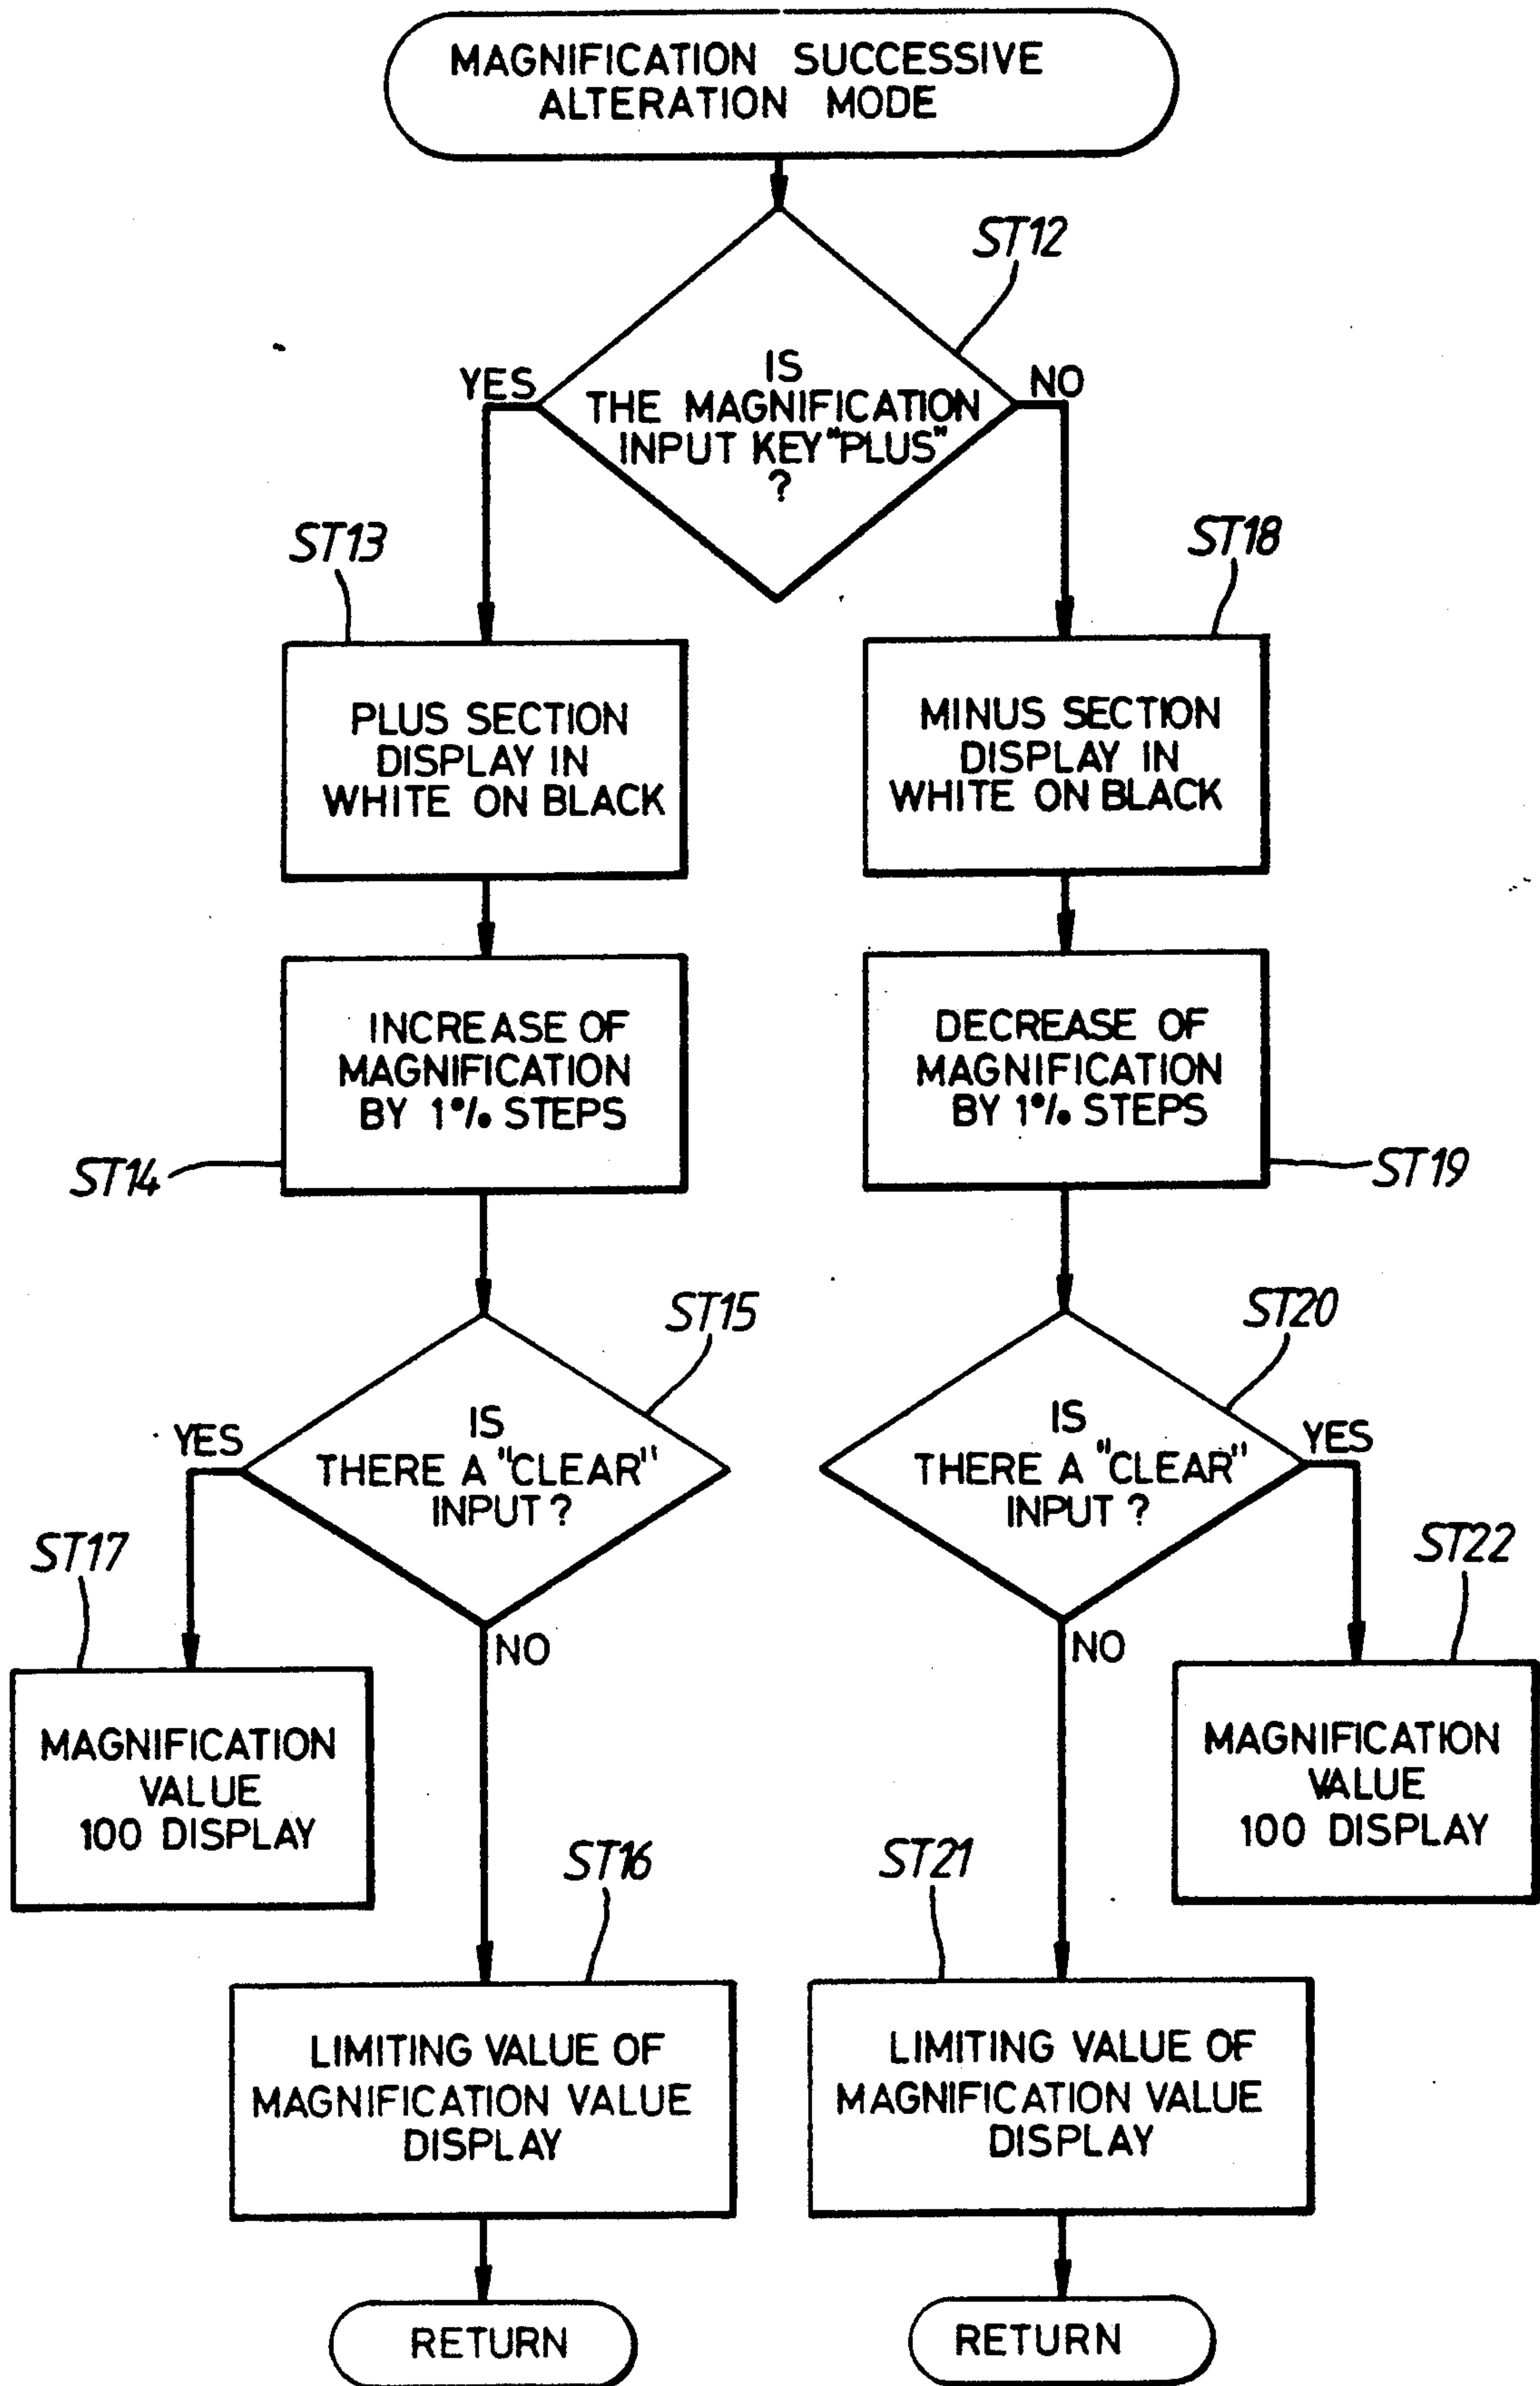 MAGNIFICATION SUCCESSIVE
ALTERATION MODE
ST12
IS
THE MAGNIFICATION
INPUT KEY "PLUS"
?
YES
NO
ST13
ST18
PLUS SECTION
DISPLAY IN
WHITE ON BLACK
MINUS SECTION
DISPLAY IN
WHITE ON BLACK
INCREASE OF
MAGNIFICATION
BY 1% STEPS
ST14
DECREASE OF
MAGNIFICATION
BY 1% STEPS
ST19
ST15
ST20
IS
THERE A "CLEAR"
INPUT?
YES
NO
IS
THERE A "CLEAR"
INPUT?
YES
NO
ST17
ST22
MAGNIFICATION
VALUE
100 DISPLAY
MAGNIFICATION
VALUE
100 DISPLAY
ST16
ST21
LIMITING VALUE OF
MAGNIFICATION VALUE
DISPLAY
LIMITING VALUE OF
MAGNIFICATION VALUE
DISPLAY
RETURN
RETURN